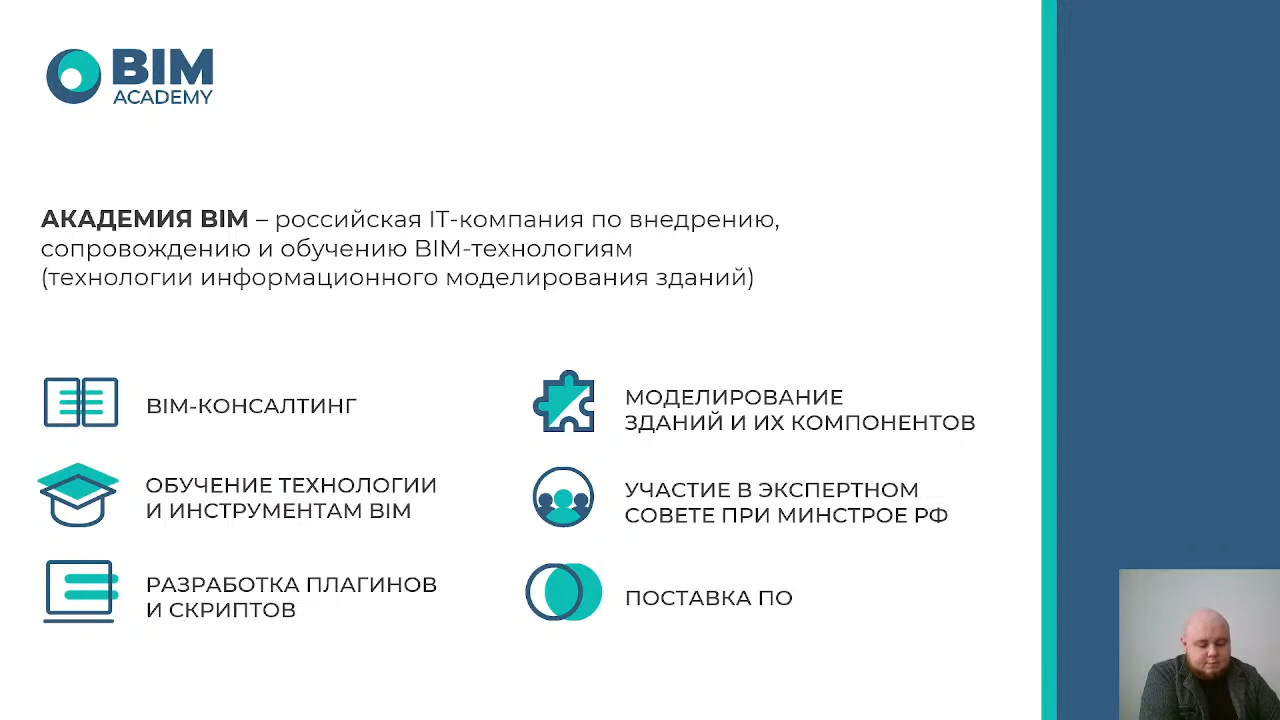 BIM
ACADEMY
АКАДЕМИЯ BIM – российская IT-компания по внедрению,
сопровождению и обучению BIM-технологиям
(технологии информационного моделирования зданий)
BIM-КОНСАЛТИНГ
ОБУЧЕНИЕ ТЕХНОЛОГИИ
И ИНСТРУМЕНТАМ BIM
РАЗРАБОТКА ПЛАГИНОВ
И СКРИПТОВ
МОДЕЛИРОВАНИЕ
ЗДАНИЙ И ИХ КОМПОНЕНТОВ
УЧАСТИЕ В ЭКСПЕРТНОМ
СОВЕТЕ ПРИ МИНСТРОЕ РФ
ПОСТАВКА ПО